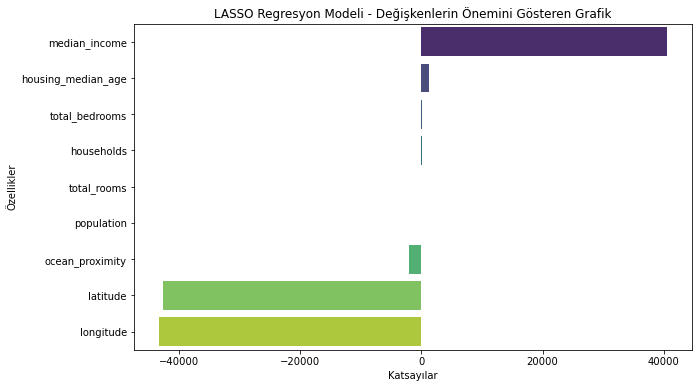 LASSO Regresyon Modeli - Değişkenlerin Önemini Gösteren Grafik
median_income
housing_median_age
total_bedrooms
households
total_rooms
population
ocean_proximity
latitude
longitude
Özellikler
−40000
−20000
0
20000
40000
Katsayılar